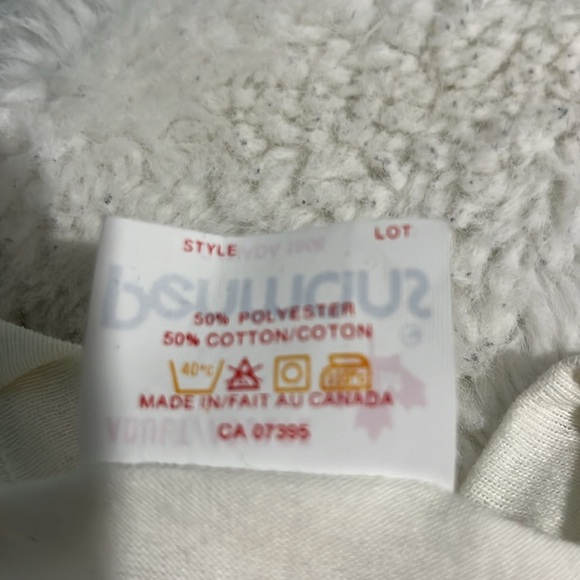 STYLE LOT
50% POLYESTER
50% COTTON/COTON
40°C
MADE IN/FAIT AU CANADA
CA 07395